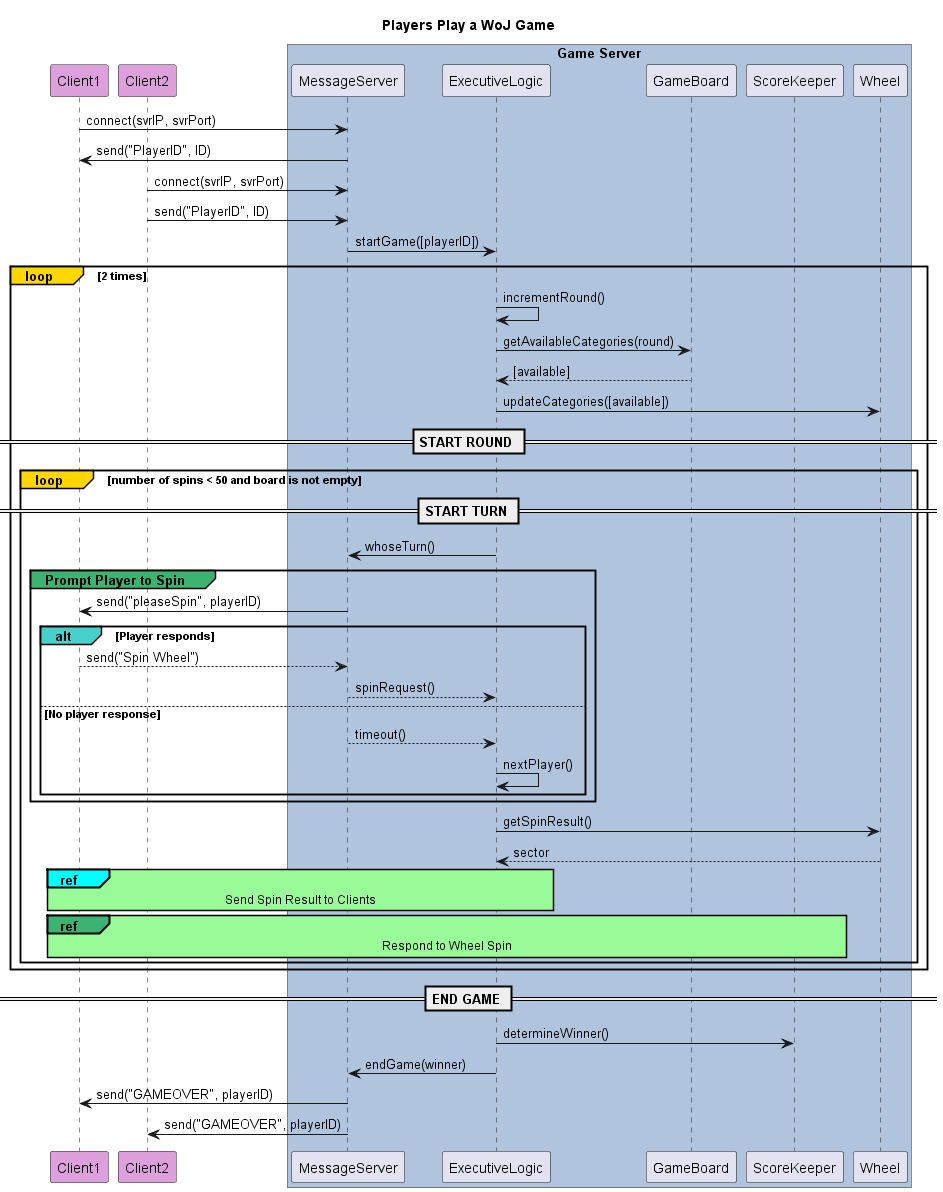 Players Play a WoJ Game
Game Server
Client1 Client2 MessageServer ExecutiveLogic GameBoard ScoreKeeper Wheel
connect(svrIP, svrPort)
send("PlayerID", ID)
connect(svrIP, svrPort)
send("PlayerID", ID)
startGame([playerID])
loop [2 times]
incrementRound()
getAvailableCategories(round)
[available]
updateCategories([available])
START ROUND
loop [number of spins < 50 and board is not empty]
START TURN
whoseTurn()
Prompt Player to Spin
send("pleaseSpin", playerID)
alt [Player responds]
send("Spin Wheel")
spinRequest()
[No player response]
timeout()
nextPlayer()
getSpinResult()
sector
ref
Send Spin Result to Clients
ref
Respond to Wheel Spin
END GAME
determineWinner()
endGame(winner)
send("GAMEOVER", playerID)
send("GAMEOVER", playerID)
Client1 Client2 MessageServer ExecutiveLogic GameBoard ScoreKeeper Wheel